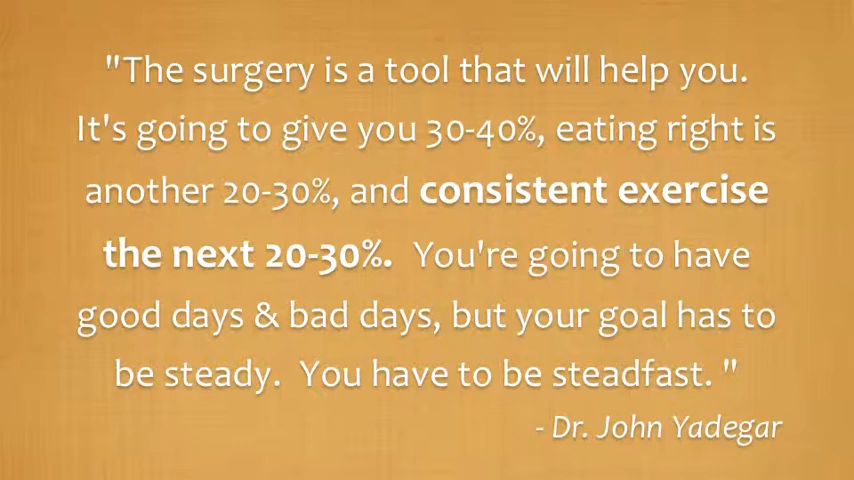 "The surgery is a tool that will help you.
It's going to give you 30-40%, eating right is
another 20-30%, and consistent exercise
the next 20-30%. You're going to have
good days & bad days, but your goal has to
be steady. You have to be steadfast. "
- Dr. John Yadegar